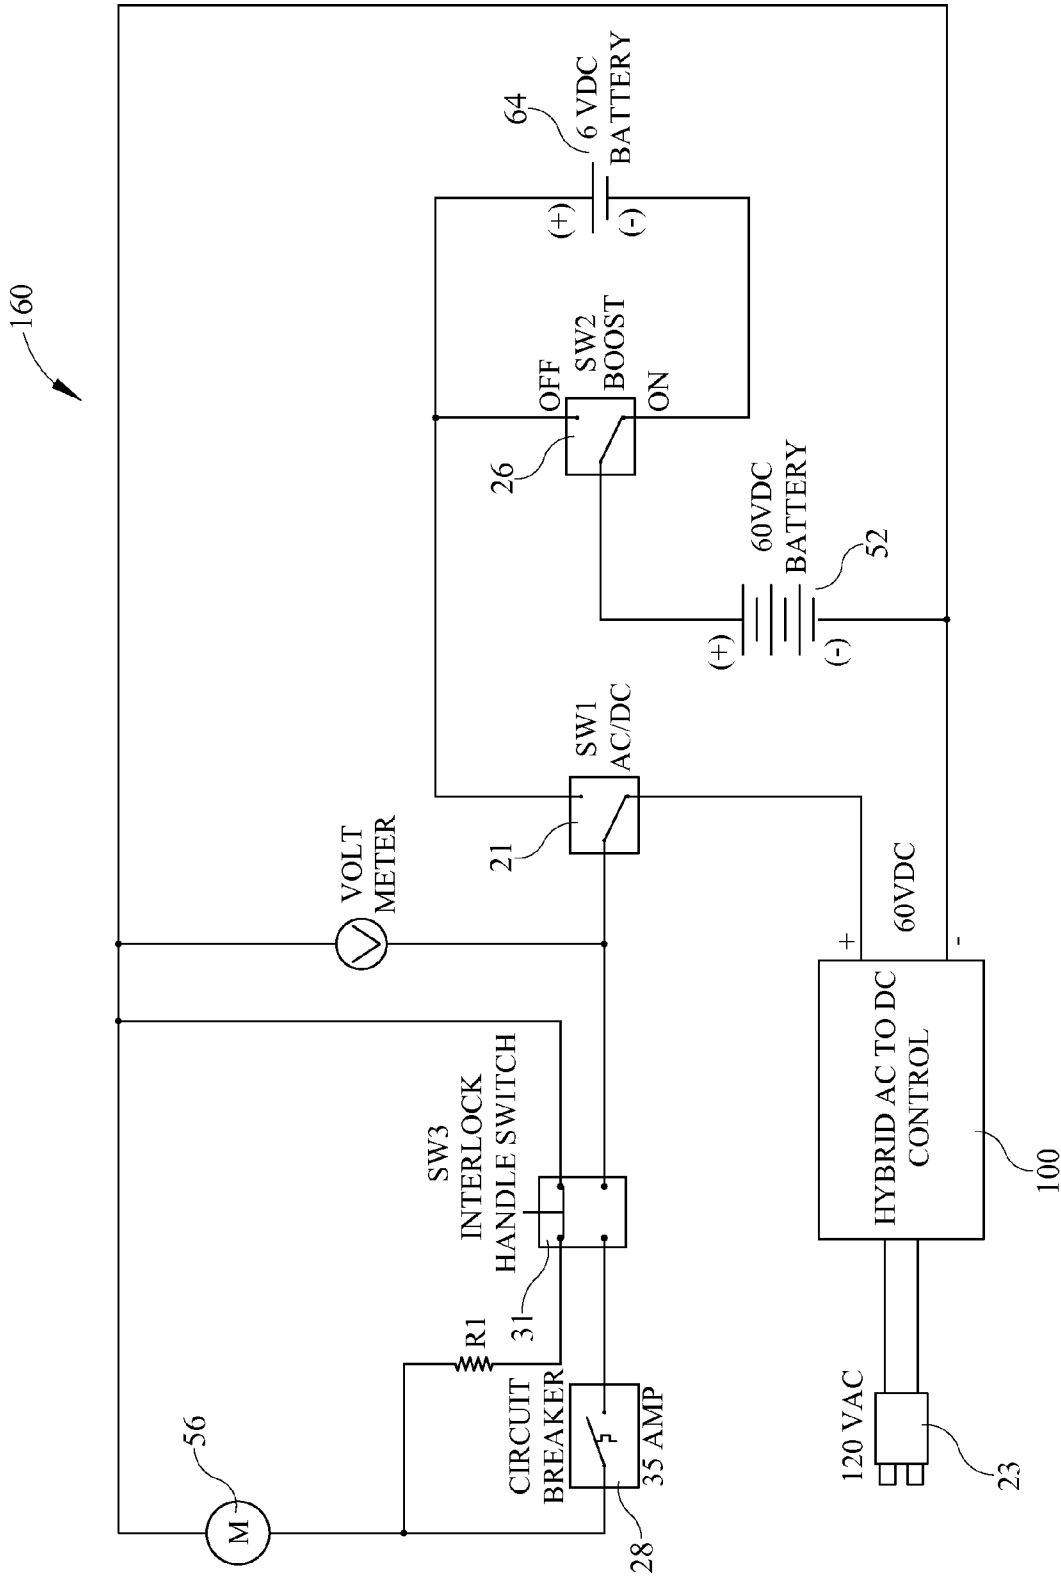 160
56
M
VOLT
METER
R1
SW3
INTERLOCK
HANDLE SWITCH
31
CIRCUIT
BREAKER
35 AMP
28
21
SW1
AC/DC
26
OFF
SW2
BOOST
ON
64
6 VDC
BATTERY
(+)
(-)
60VDC
BATTERY
52
(+)
(-)
120 VAC
23
HYBRID AC TO DC
CONTROL
100
+
60VDC
-